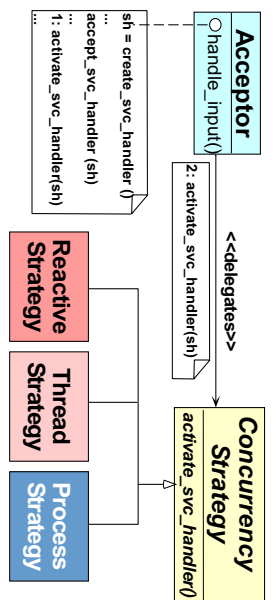 Acceptor
handle_input()
<<delegates>>
Concurrency
Strategy
activate_svc_handler()
2: activate_svc_handler(sh)
sh = create_svc_handler ()
...
accept_svc_handler (sh)
...
1: activate_svc_handler(sh)
...
Reactive
Strategy
Thread
Strategy
Process
Strategy